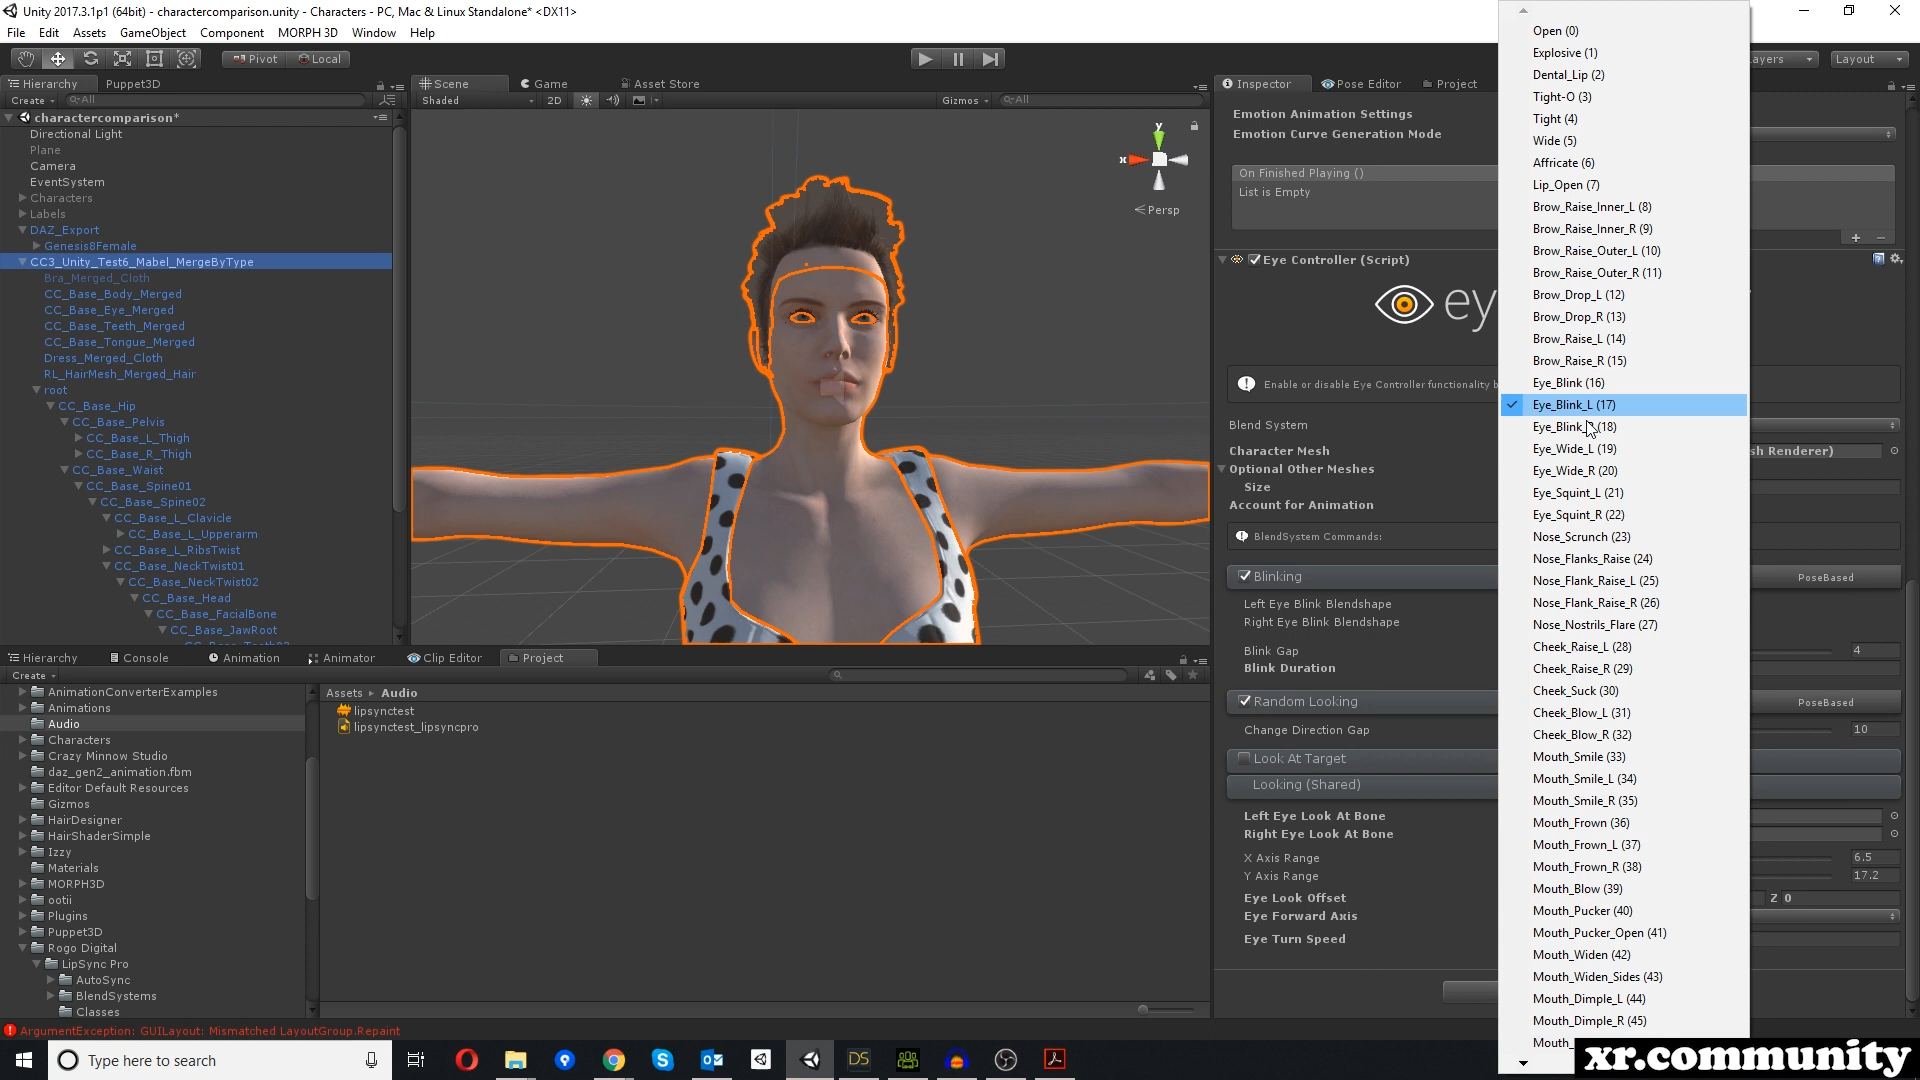 Unity 2017.3.1p1 (64bit) - charactercomparison.unity - Characters - PC, Mac & Linux Standalone* <DX11>
File Edit Assets GameObject Component MORPH 3D Window Help
Pivot Local
Layout
Hierarchy Puppet3D
Create All
charactercomparison*
Directional Light
Plane
Camera
EventSystem
Characters
Labels
DAZ_Export
Genesis8Female
CC3_Unity_Test6_Mabel_MergeByType
Bra_Merged_Cloth
CC_Base_Body_Merged
CC_Base_Eye_Merged
CC_Base_Teeth_Merged
CC_Base_Tongue_Merged
Dress_Merged_Cloth
RL_HairMesh_Merged_Hair
root
CC_Base_Hip
CC_Base_Pelvis
CC_Base_L_Thigh
CC_Base_R_Thigh
CC_Base_Waist
CC_Base_Spine01
CC_Base_Spine02
CC_Base_L_Clavicle
CC_Base_L_Upperarm
CC_Base_L_RibsTwist
CC_Base_NeckTwist01
CC_Base_NeckTwist02
CC_Base_Head
CC_Base_FacialBone
CC_Base_JawRoot
Scene Game Asset Store
Shaded 2D Gizmos All
y
x
Persp
Inspector Pose Editor Project
Emotion Animation Settings
Emotion Curve Generation Mode
On Finished Playing ()
List is Empty
Eye Controller (Script)
eye
Enable or disable Eye Controller functionality b
Blend System
Character Mesh sh Renderer)
Optional Other Meshes
Size
Account for Animation
BlendSystem Commands:
Blinking PoseBased
Left Eye Blink Blendshape
Right Eye Blink Blendshape
Blink Gap 4
Blink Duration
Random Looking PoseBased
Change Direction Gap 10
Look At Target
Looking (Shared)
Left Eye Look At Bone
Right Eye Look At Bone
X Axis Range 6.5
Y Axis Range 17.2
Eye Look Offset Z 0
Eye Forward Axis
Eye Turn Speed
Open (0)
Explosive (1)
Dental_Lip (2)
Tight-O (3)
Tight (4)
Wide (5)
Affricate (6)
Lip_Open (7)
Brow_Raise_Inner_L (8)
Brow_Raise_Inner_R (9)
Brow_Raise_Outer_L (10)
Brow_Raise_Outer_R (11)
Brow_Drop_L (12)
Brow_Drop_R (13)
Brow_Raise_L (14)
Brow_Raise_R (15)
Eye_Blink (16)
Eye_Blink_L (17)
Eye_Blink_R (18)
Eye_Wide_L (19)
Eye_Wide_R (20)
Eye_Squint_L (21)
Eye_Squint_R (22)
Nose_Scrunch (23)
Nose_Flanks_Raise (24)
Nose_Flank_Raise_L (25)
Nose_Flank_Raise_R (26)
Nose_Nostrils_Flare (27)
Cheek_Raise_L (28)
Cheek_Raise_R (29)
Cheek_Suck (30)
Cheek_Blow_L (31)
Cheek_Blow_R (32)
Mouth_Smile (33)
Mouth_Smile_L (34)
Mouth_Smile_R (35)
Mouth_Frown (36)
Mouth_Frown_L (37)
Mouth_Frown_R (38)
Mouth_Blow (39)
Mouth_Pucker (40)
Mouth_Pucker_Open (41)
Mouth_Widen (42)
Mouth_Widen_Sides (43)
Mouth_Dimple_L (44)
Mouth_Dimple_R (45)
Hierarchy Console Animation Animator Clip Editor Project
Create
AnimationConverterExamples
Animations
Audio
Characters
Crazy Minnow Studio
daz_gen2_animation.fbm
Editor Default Resources
Gizmos
HairDesigner
HairShaderSimple
Izzy
Materials
MORPH3D
ootii
Plugins
Puppet3D
Rogo Digital
LipSync Pro
AutoSync
BlendSystems
Classes
Assets Audio
lipsynctest
lipsynctest_lipsyncpro
ArgumentException: GUILayout: Mismatched LayoutGroup.Repaint
Type here to search
DS
xr.community